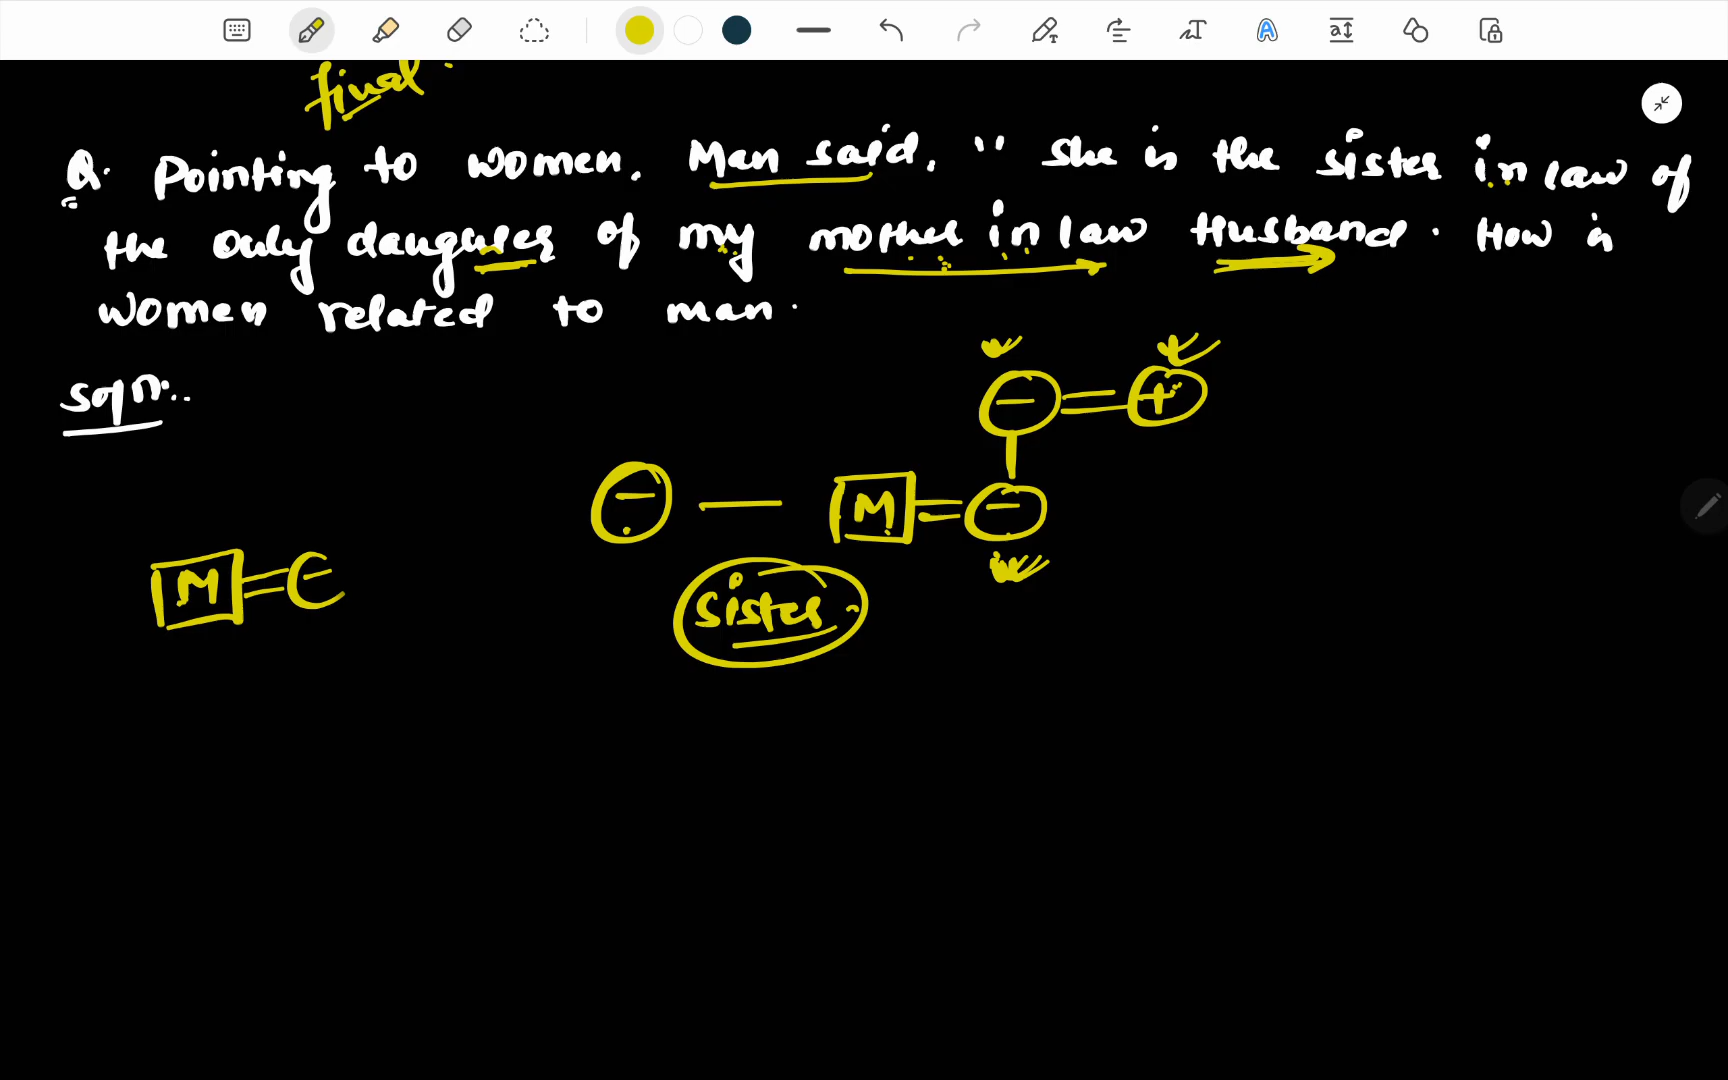 final.
Q. Pointing to women. Man said, " She is the sister in law of
the only daugures of my mother in law Husband. How is
women related to man.
Soln..
− = +
− — M = −
M = −
Sister